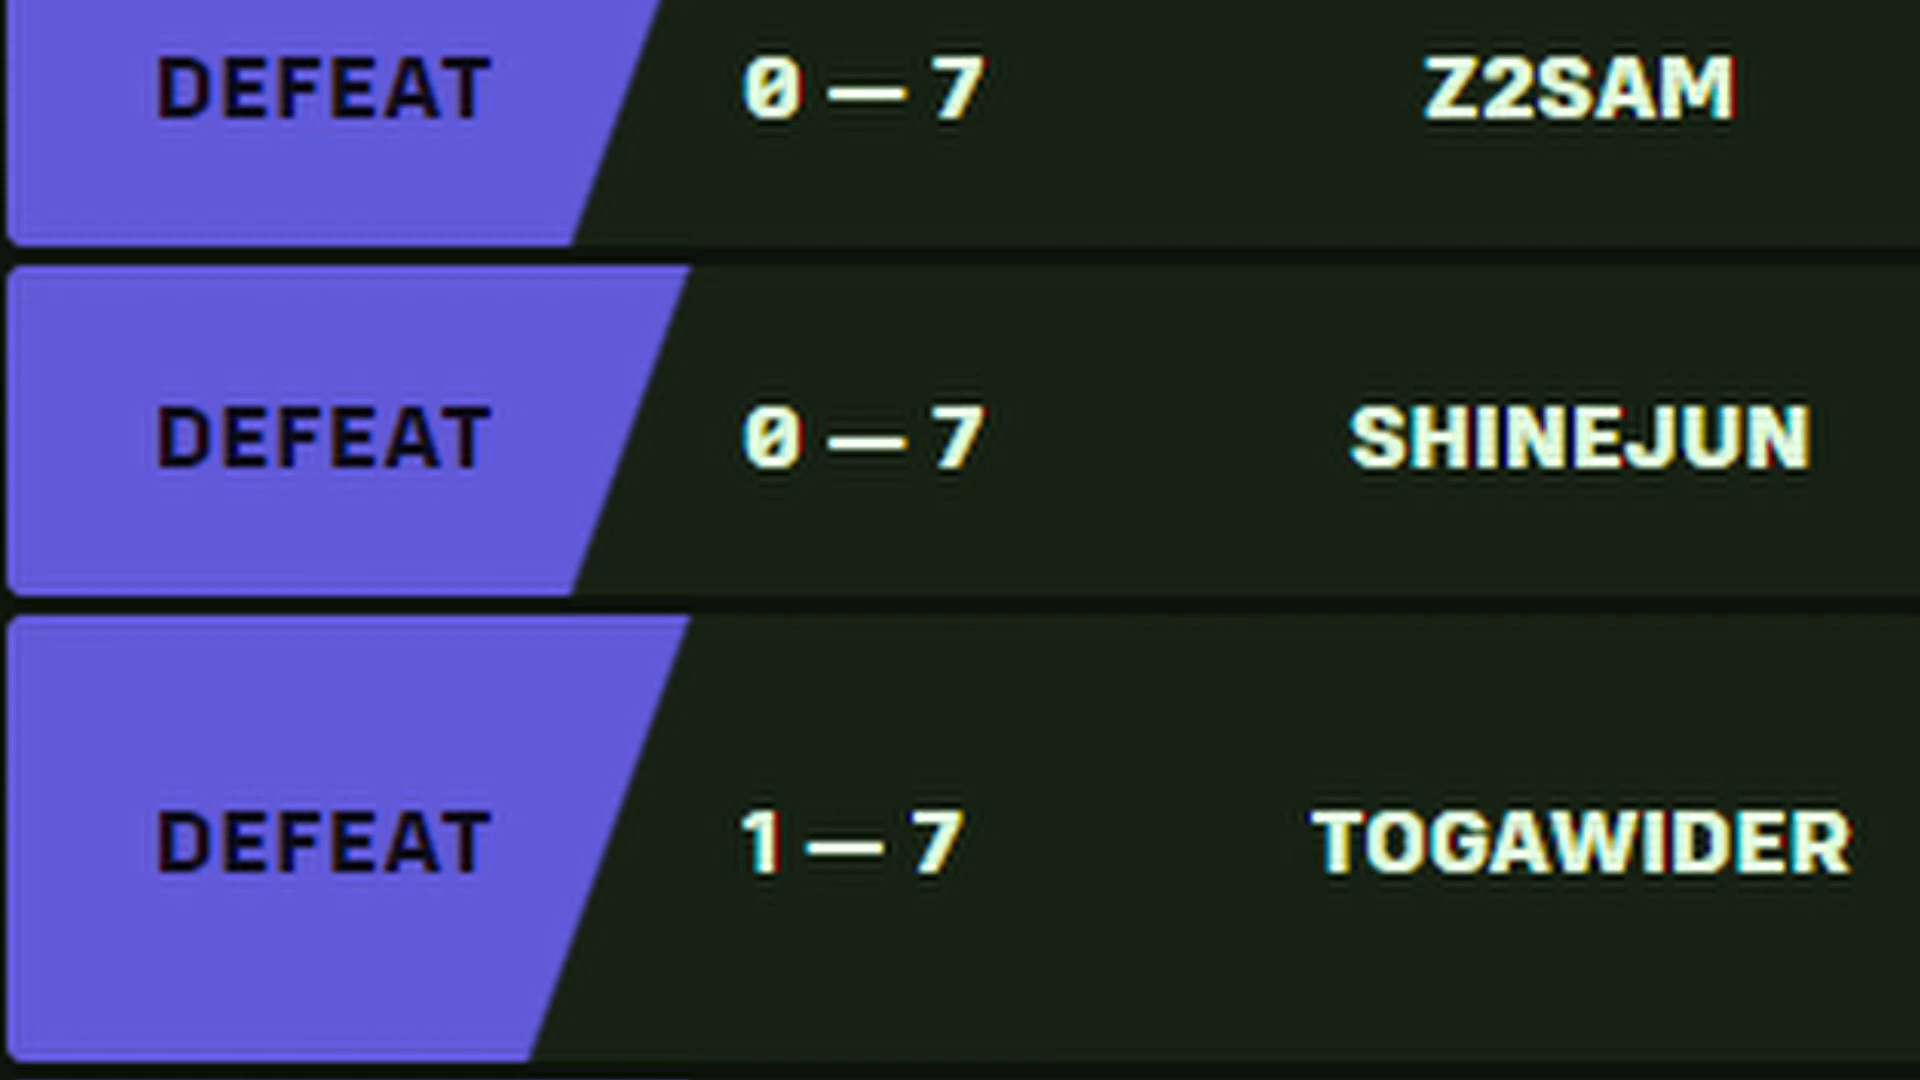 DEFEAT 0 — 7 Z2SAM
DEFEAT 0 — 7 SHINEJUN
DEFEAT 1 — 7 TOGAWIDER